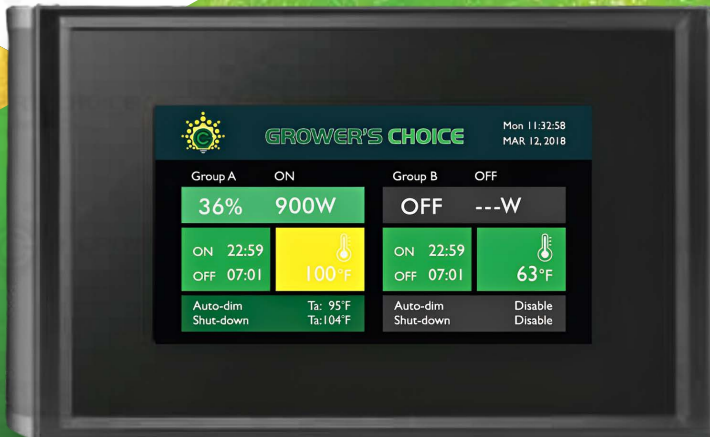 GROWER'S CHOICE
Mon 11:32:58
MAR 12, 2018
Group A ON
36% 900W
ON 22:59
OFF 07:01
100°F
Auto-dim Ta: 95°F
Shut-down Ta:104°F
Group B OFF
OFF ---W
ON 22:59
OFF 07:01
63°F
Auto-dim Disable
Shut-down Disable